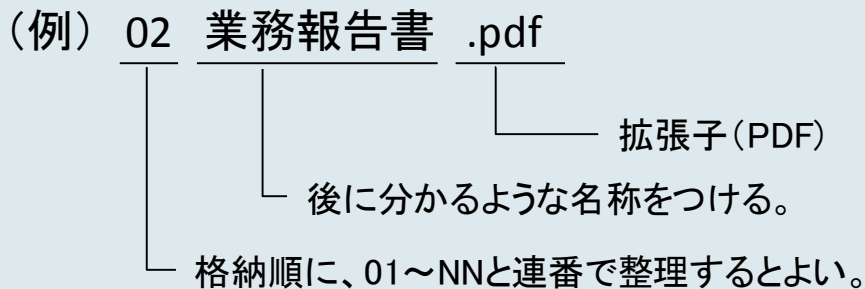 （例） 02 業務報告書 .pdf
拡張子（PDF）
後に分かるような名称をつける。
格納順に、01～NNと連番で整理するとよい。